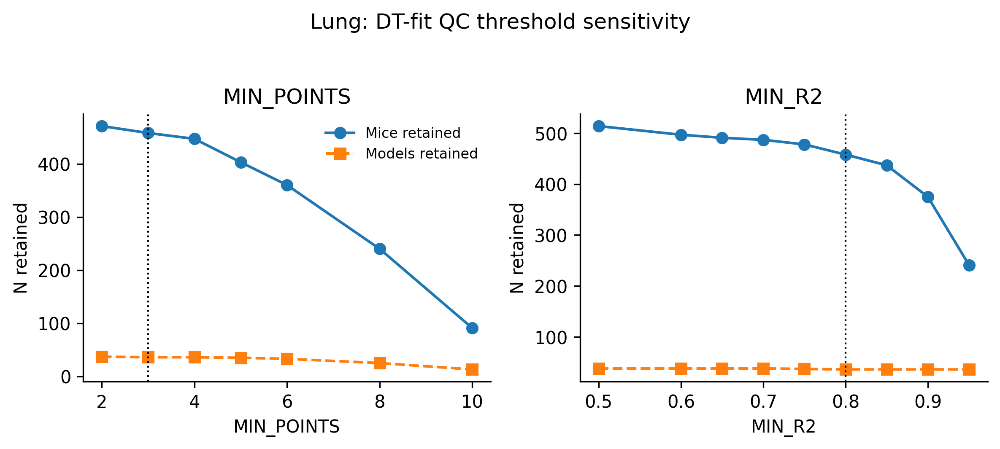 Lung: DT-fit QC threshold sensitivity
MIN_POINTS
Mice retained
Models retained
N retained
400
300
200
100
0
2 4 6 8 10
MIN_POINTS
MIN_R2
N retained
500
400
300
200
100
0.5 0.6 0.7 0.8 0.9
MIN_R2